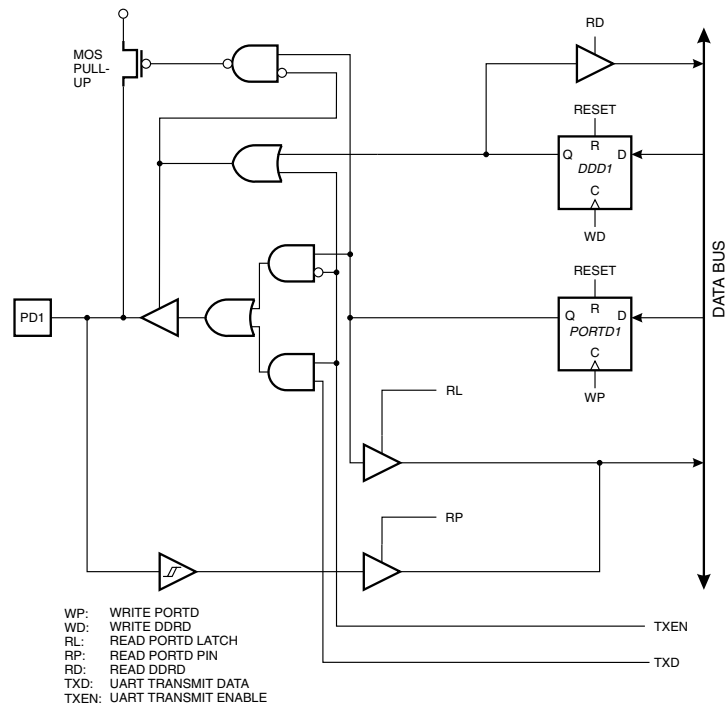 MOS
PULL-
UP
RD
RESET
R
Q
D
DDD1
C
WD
RESET
R
Q
D
PORTD1
C
WP
PD1
DATA BUS
RL
RP
TXEN
TXD
WP: WRITE PORTD
WD: WRITE DDRD
RL: READ PORTD LATCH
RP: READ PORTD PIN
RD: READ DDRD
TXD: UART TRANSMIT DATA
TXEN: UART TRANSMIT ENABLE